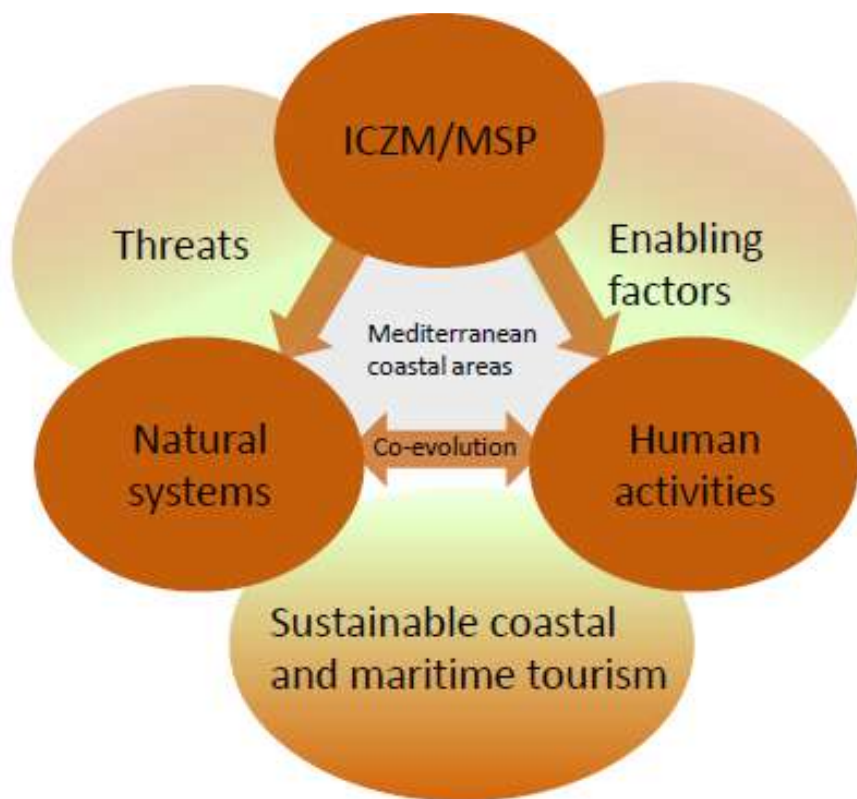 ICZM/MSP
Threats
Enabling
factors
Mediterranean
coastal areas
Natural
systems
Co-evolution
Human
activities
Sustainable coastal
and maritime tourism